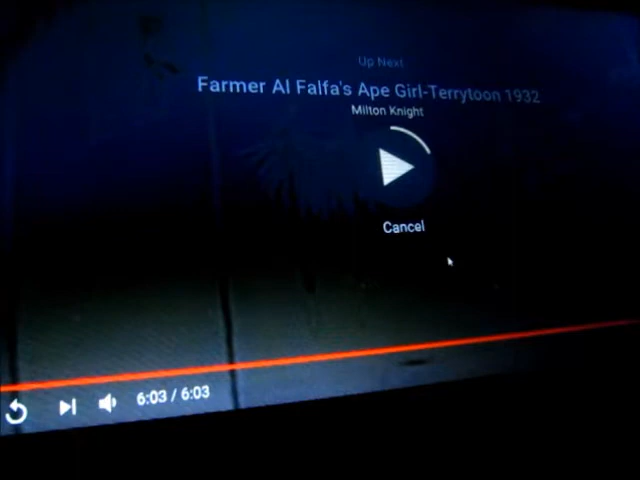 Up Next
Farmer Al Falfa's Ape Girl-Terrytoon 1932
Milton Knight
Cancel
6:03 / 6:03